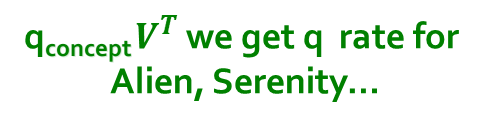 q_concept V^T we get q rate for
Alien, Serenity...